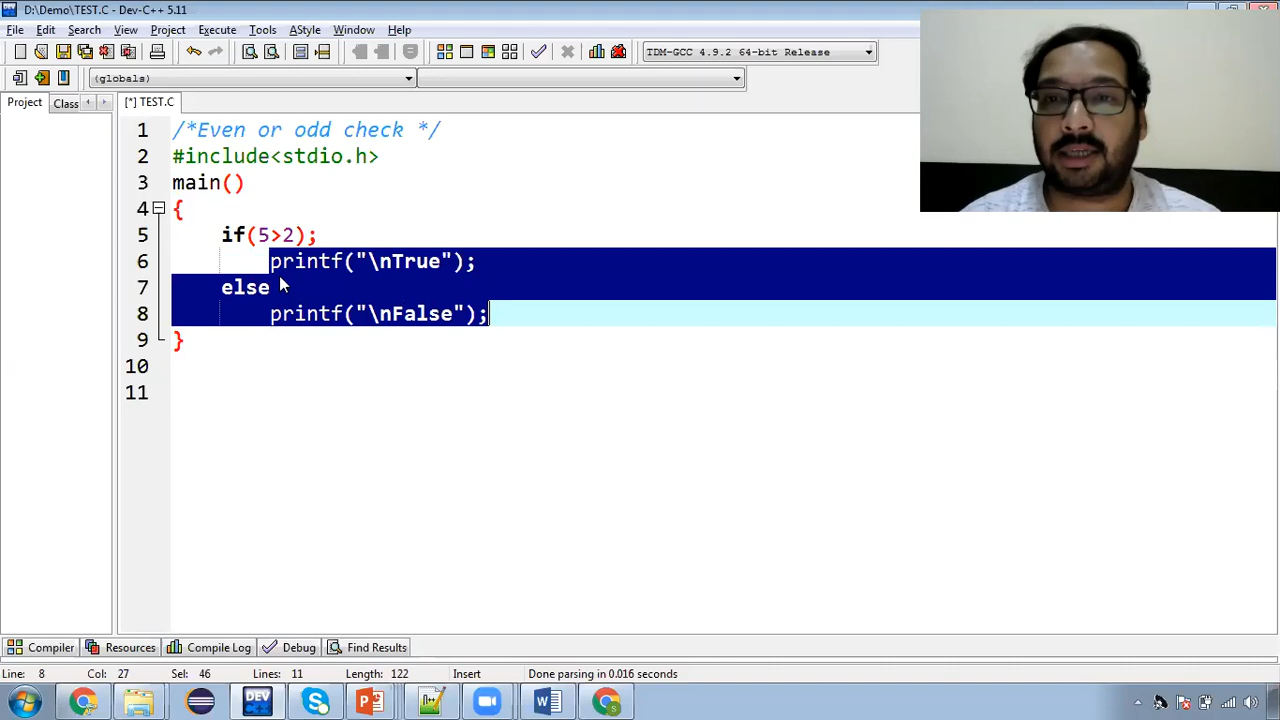 D:\Demo\TEST.C - Dev-C++ 5.11
File Edit Search View Project Execute Tools AStyle Window Help
TDM-GCC 4.9.2 64-bit Release
(globals)
Project Class [*] TEST.C
1 /*Even or odd check */
2 #include<stdio.h>
3 main()
4 {
5 if(5>2);
6 printf("\nTrue");
7 else
8 printf("\nFalse");
9 }
10
11
Compiler Resources Compile Log Debug Find Results
Line: 8 Col: 27 Sel: 46 Lines: 11 Length: 122 Insert Done parsing in 0.016 seconds
DEV